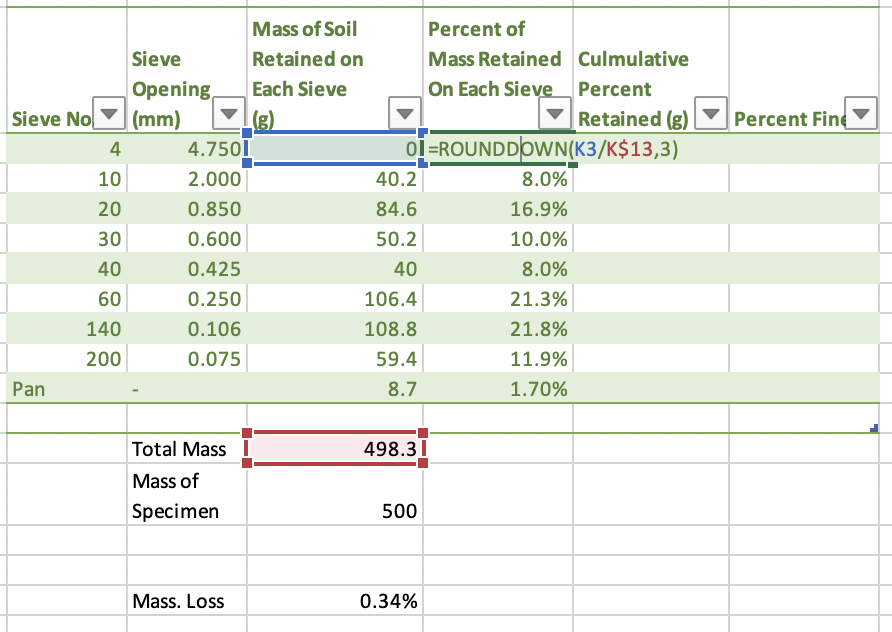 Sieve No.
Sieve Opening (mm)
Mass of Soil Retained on Each Sieve (g)
Percent of Mass Retained On Each Sieve
Culmulative Percent Retained (g)
Percent Fine
4 4.750 0 =ROUNDDOWN(K3/K$13,3)
10 2.000 40.2 8.0%
20 0.850 84.6 16.9%
30 0.600 50.2 10.0%
40 0.425 40 8.0%
60 0.250 106.4 21.3%
140 0.106 108.8 21.8%
200 0.075 59.4 11.9%
Pan - 8.7 1.70%
Total Mass 498.3
Mass of
Specimen 500
Mass. Loss 0.34%